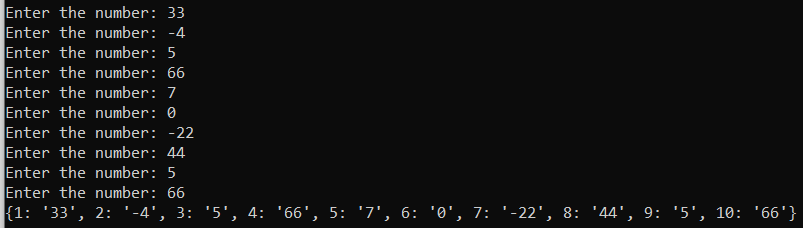 Enter the number: 33
Enter the number: -4
Enter the number: 5
Enter the number: 66
Enter the number: 7
Enter the number: 0
Enter the number: -22
Enter the number: 44
Enter the number: 5
Enter the number: 66
{1: '33', 2: '-4', 3: '5', 4: '66', 5: '7', 6: '0', 7: '-22', 8: '44', 9: '5', 10: '66'}